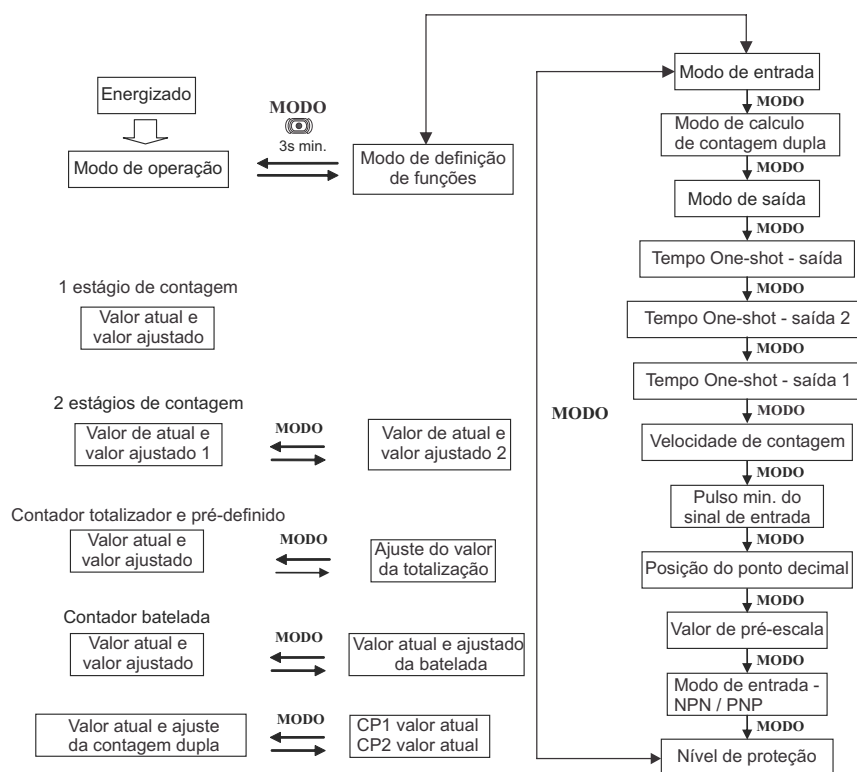 Energizado
MODO
3s min.
Modo de operação
Modo de definição
de funções
1 estágio de contagem
Valor atual e
valor ajustado
2 estágios de contagem
Valor de atual e
valor ajustado 1
MODO
Valor de atual e
valor ajustado 2
Contador totalizador e pré-definido
Valor atual e
valor ajustado
MODO
Ajuste do valor
da totalização
Contador batelada
Valor atual e
valor ajustado
MODO
Valor atual e ajustado
da batelada
Valor atual e ajuste
da contagem dupla
MODO
CP1 valor atual
CP2 valor atual
MODO
Modo de entrada
MODO
Modo de calculo
de contagem dupla
MODO
Modo de saída
MODO
Tempo One-shot - saída
MODO
Tempo One-shot - saída 2
MODO
Tempo One-shot - saída 1
MODO
Velocidade de contagem
MODO
Pulso min. do
sinal de entrada
MODO
Posição do ponto decimal
MODO
Valor de pré-escala
MODO
Modo de entrada -
NPN / PNP
MODO
Nível de proteção